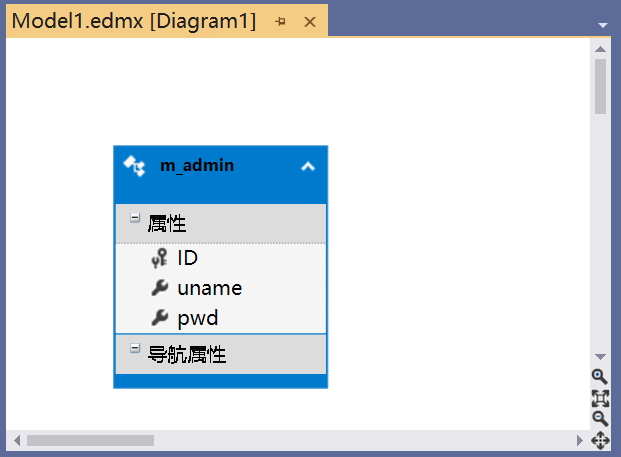 Model1.edmx [Diagram1]
m_admin
属性
ID
uname
pwd
导航属性